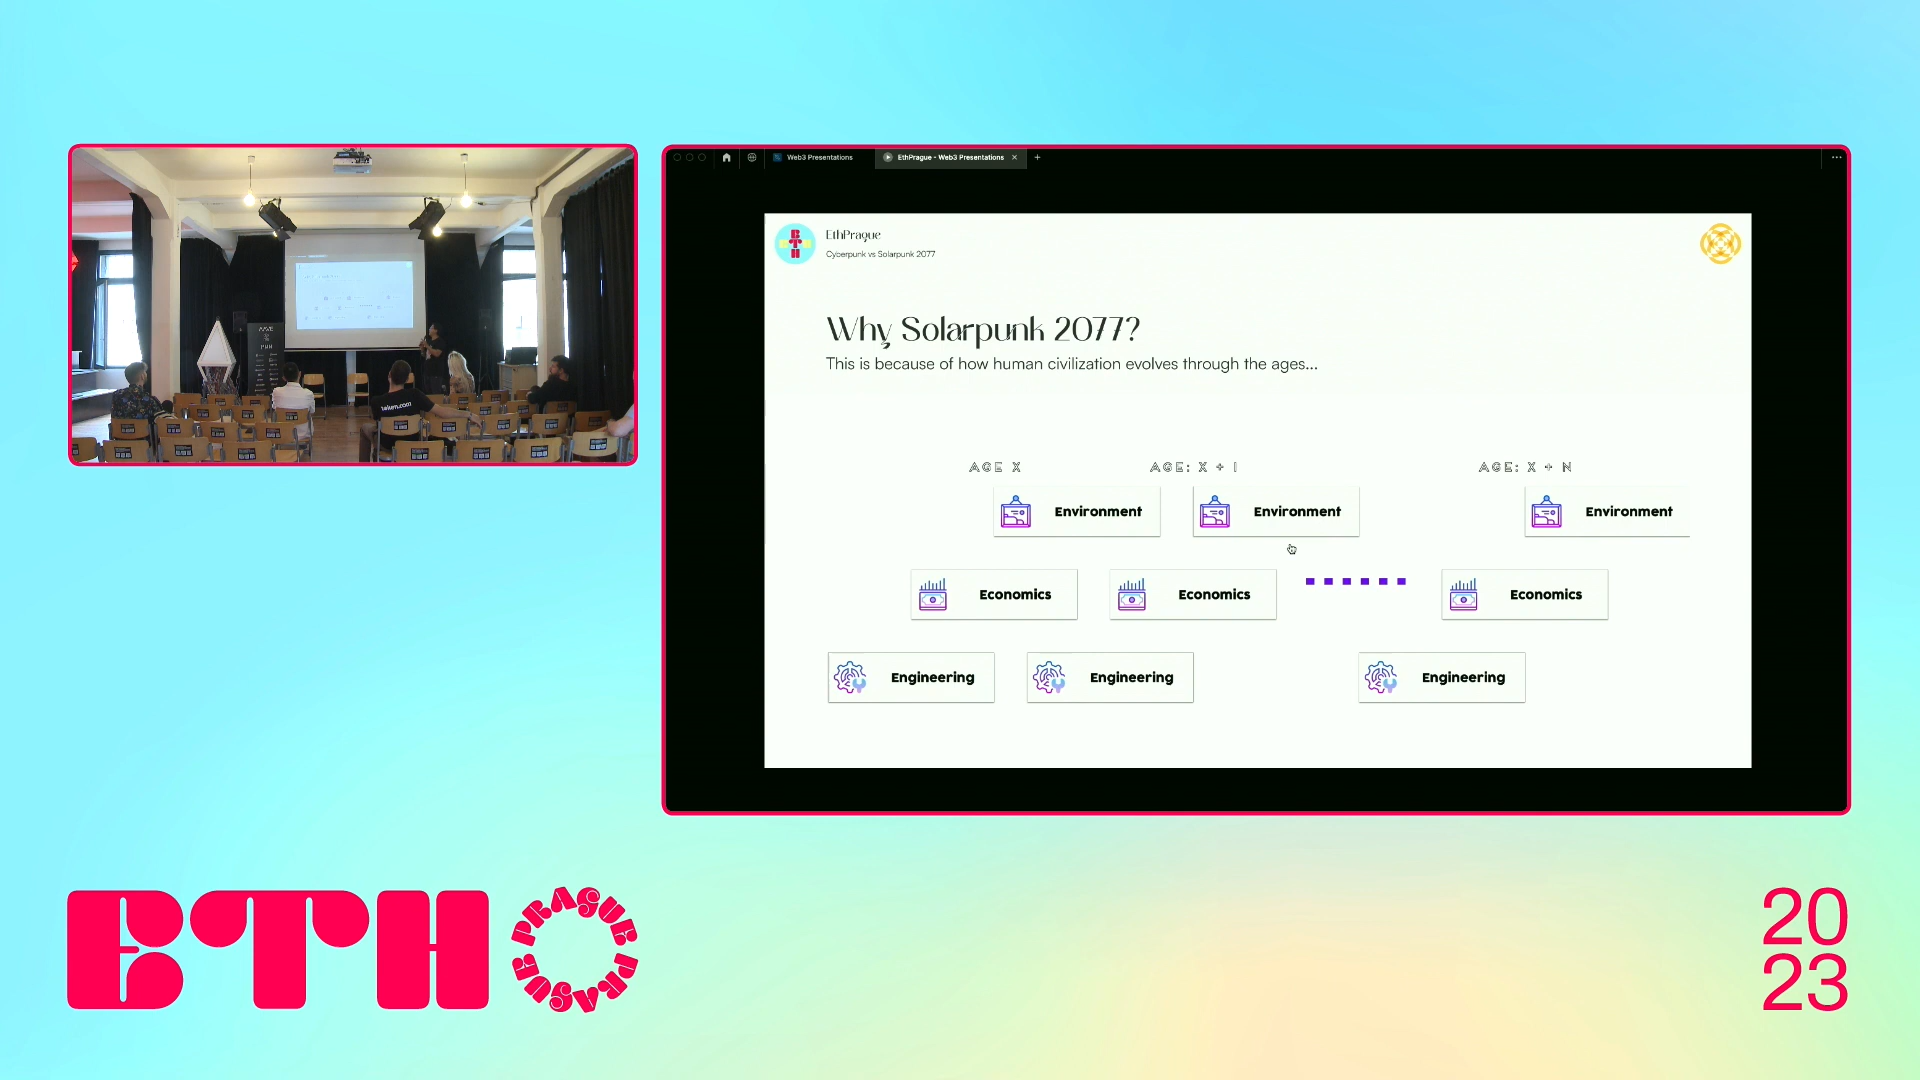 Web3 Presentations
EthPrague - Web3 Presentations
EthPrague
Cyberpunk vs Solarpunk 2077
Why Solarpunk 2077?
This is because of how human civilization evolves through the ages...
AGE X
AGE: X + 1
AGE: X + N
Environment
Environment
Environment
Economics
Economics
Economics
Engineering
Engineering
Engineering
AAVE
ETH
ETH
PRAGUE PRAGUE
20
23